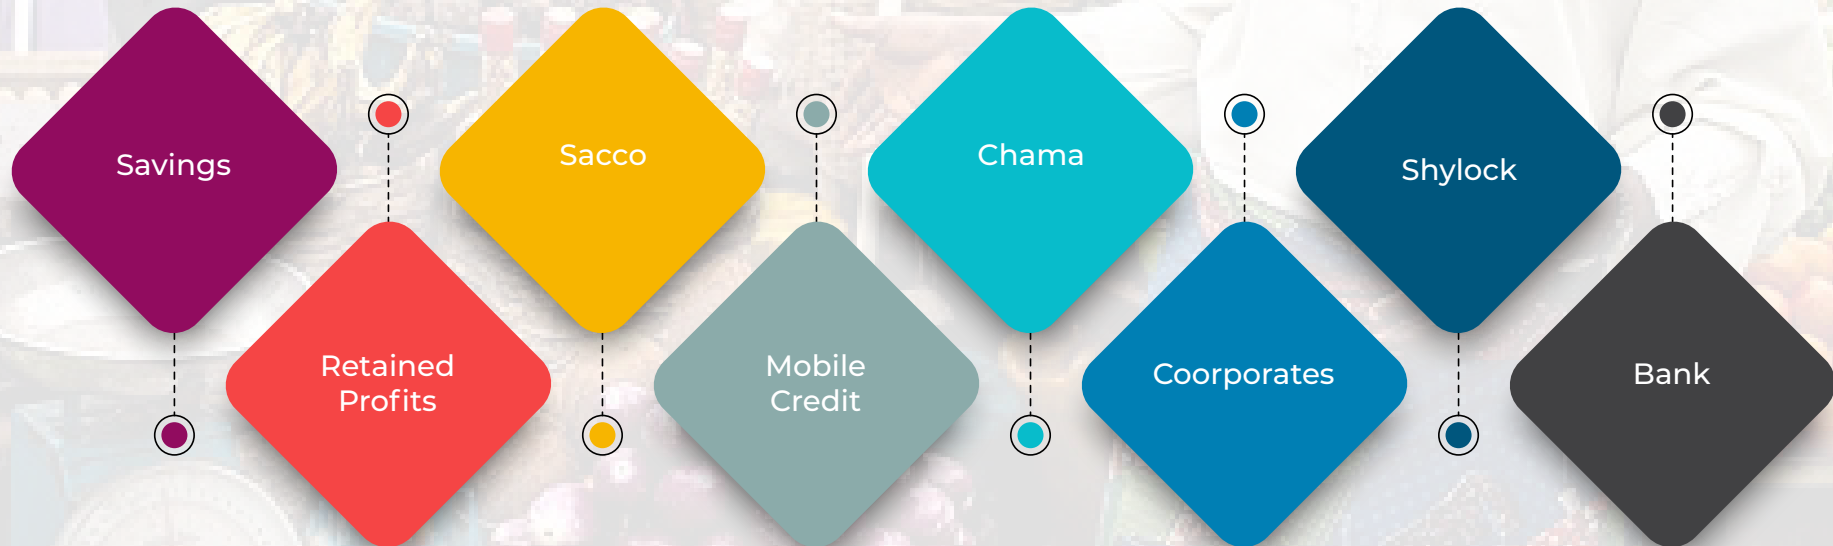 Savings
Retained
Profits
Sacco
Mobile
Credit
Chama
Coorporates
Shylock
Bank